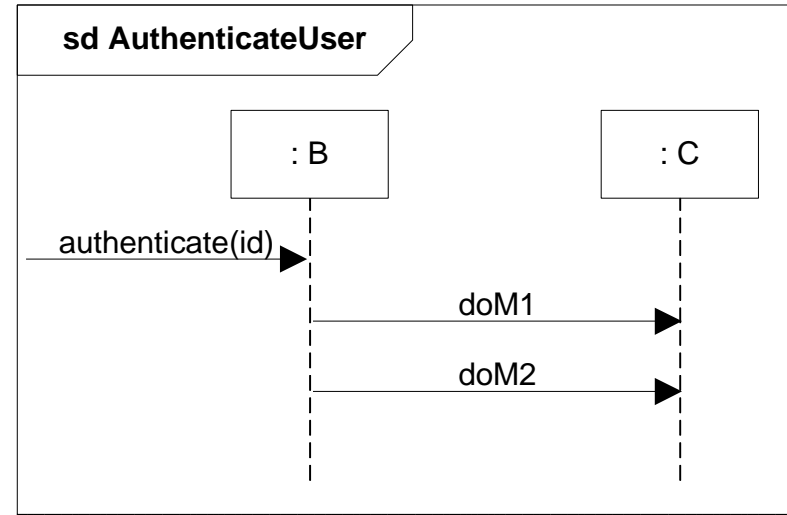 sd AuthenticateUser
: B
: C
authenticate(id)
doM1
doM2